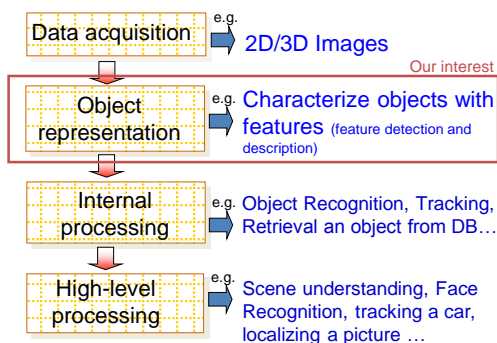 Data acquisition
e.g.
2D/3D Images
Our interest
Object
representation
e.g.
Characterize objects with
features (feature detection and
description)
Internal
processing
e.g.
Object Recognition, Tracking,
Retrieval an object from DB…
High-level
processing
e.g.
Scene understanding, Face
Recognition, tracking a car,
localizing a picture …